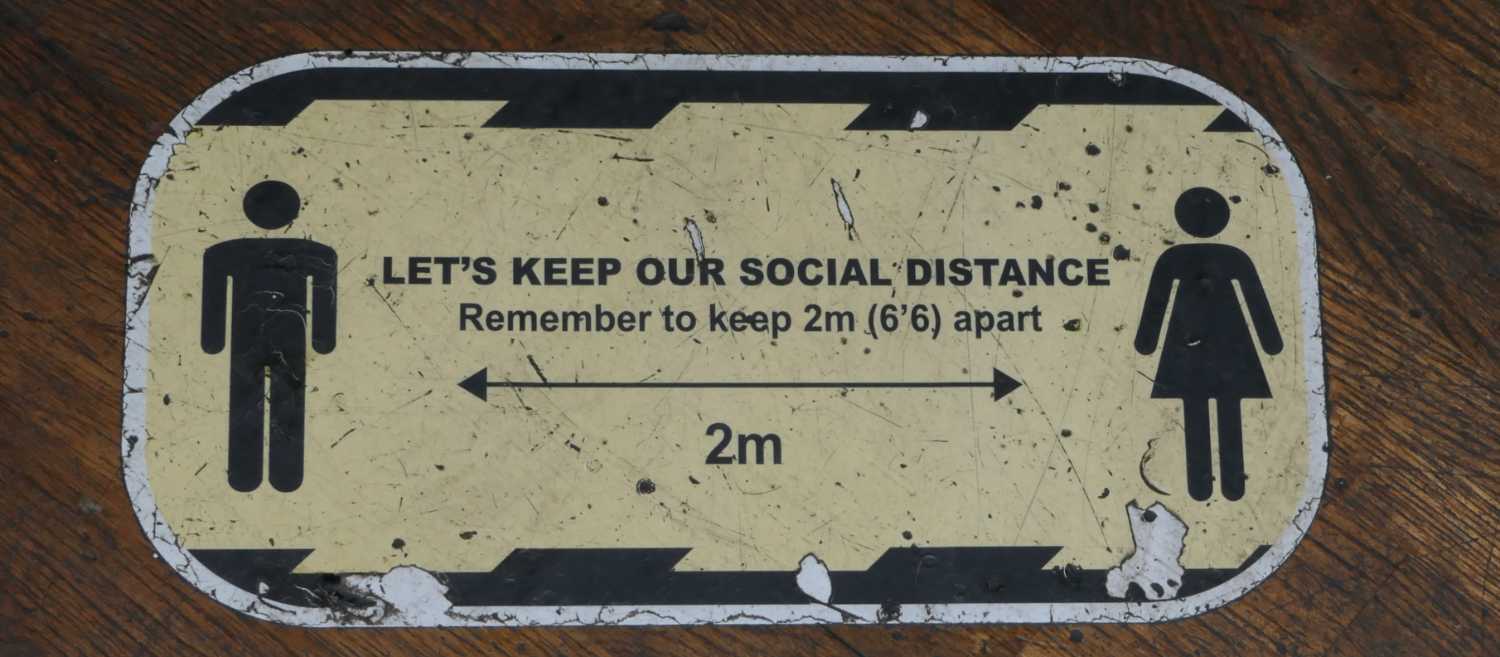 LET'S KEEP OUR SOCIAL DISTANCE
Remember to keep 2m (6'6) apart
2m